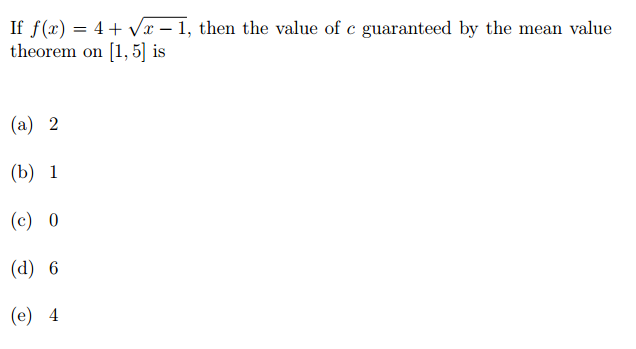 If f(x) = 4 + √(x − 1), then the value of c guaranteed by the mean value
theorem on [1, 5] is
(a) 2
(b) 1
(c) 0
(d) 6
(e) 4